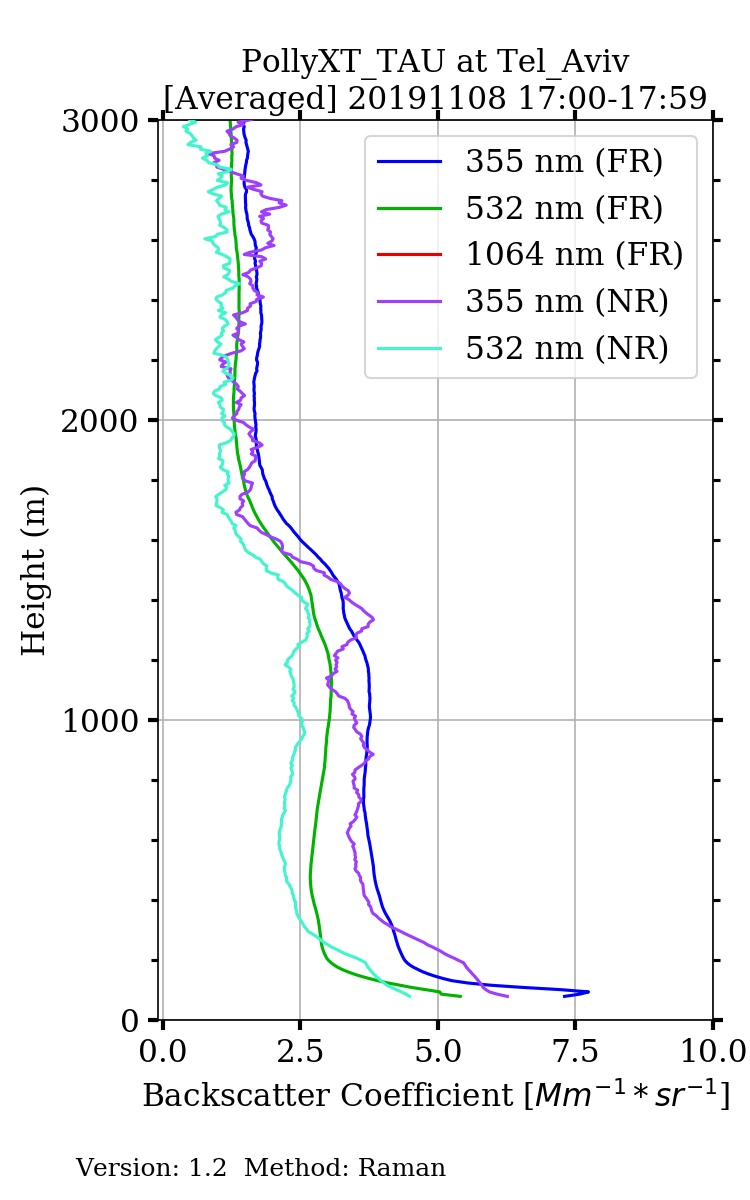 PollyXT_TAU at Tel_Aviv
[Averaged] 20191108 17:00-17:59
3000
355 nm (FR)
532 nm (FR)
1064 nm (FR)
355 nm (NR)
532 nm (NR)
2000
Height (m)
1000
0
0.0 2.5 5.0 7.5 10.0
Backscatter Coefficient [Mm⁻¹ * sr⁻¹]
Version: 1.2 Method: Raman